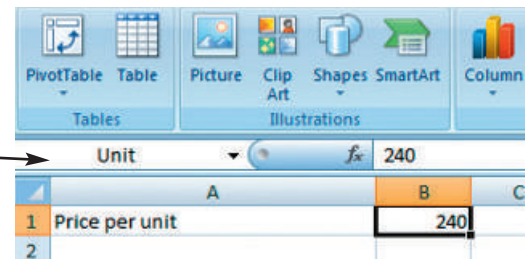 PivotTable Table Picture Clip Art Shapes SmartArt Column
Tables Illustrations
Unit fx 240
A B C
1 Price per unit 240
2